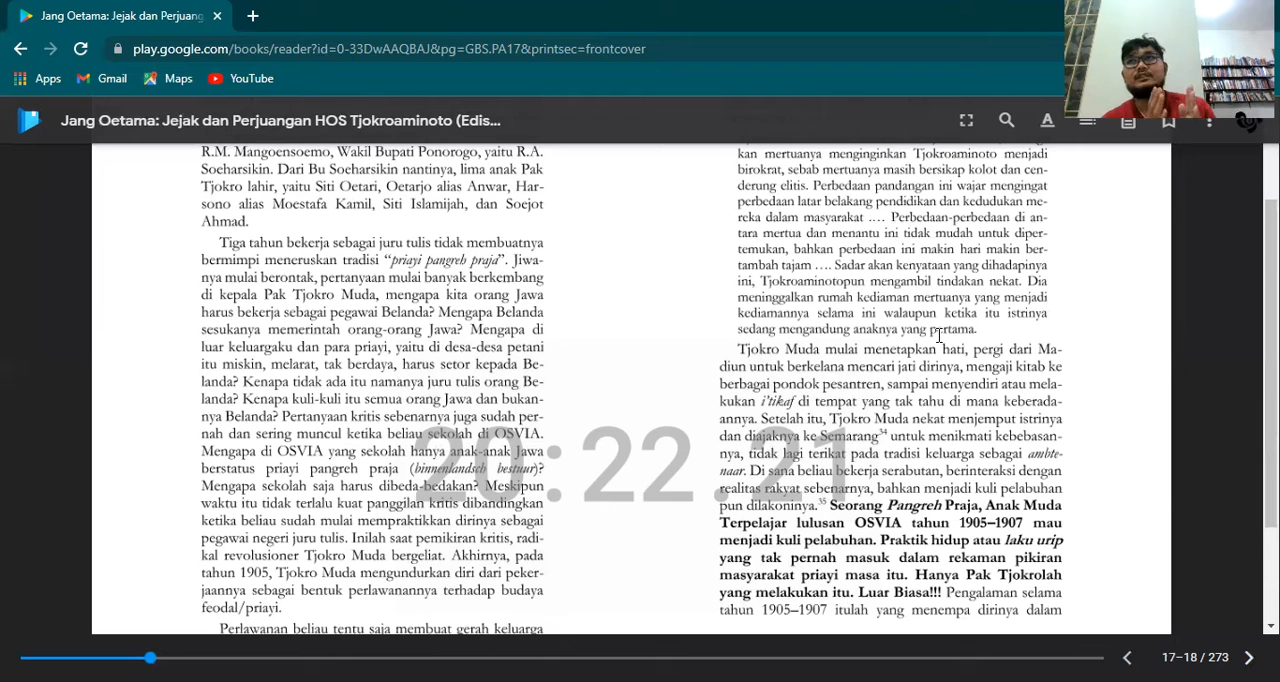 Jang Oetama: Jejak dan Perjuang
play.google.com/books/reader?id=0-33DwAAQBAJ&pg=GBS.PA17&printsec=frontcover
Apps
Gmail
Maps
YouTube
Jang Oetama: Jejak dan Perjuangan HOS Tjokroaminoto (Edis...
R.M. Mangoensoemo, Wakil Bupati Ponorogo, yaitu R.A.
Soeharsikin. Dari Bu Soeharsikin nantinya, lima anak Pak
Tjokro lahir, yaitu Siti Oetari, Oetarjo alias Anwar, Har-
sono alias Moestafa Kamil, Siti Islamijah, dan Soejot
Ahmad.
Tiga tahun bekerja sebagai juru tulis tidak membuatnya
bermimpi meneruskan tradisi “priayi pangreh praja”. Jiwa-
nya mulai berontak, pertanyaan mulai banyak berkembang
di kepala Pak Tjokro Muda, mengapa kita orang Jawa
harus bekerja sebagai pegawai Belanda? Mengapa Belanda
sesukanya memerintah orang-orang Jawa? Mengapa di
luar keluargaku dan para priayi, yaitu di desa-desa petani
itu miskin, melarat, tak berdaya, harus setor kepada Be-
landa? Kenapa tidak ada itu namanya juru tulis orang Be-
landa? Kenapa kuli-kuli itu semua orang Jawa dan bukan-
nya Belanda? Pertanyaan kritis sebenarnya juga sudah per-
nah dan sering muncul ketika beliau sekolah di OSVIA.
Mengapa di OSVIA yang sekolah hanya anak-anak Jawa
berstatus priayi pangreh praja (binnenlandsch bestuur)?
Mengapa sekolah saja harus dibeda-bedakan? Meskipun
waktu itu tidak terlalu kuat panggilan kritis dibandingkan
ketika beliau sudah mulai mempraktikkan dirinya sebagai
pegawai negeri juru tulis. Inilah saat pemikiran kritis, radi-
kal revolusioner Tjokro Muda bergeliat. Akhirnya, pada
tahun 1905, Tjokro Muda mengundurkan diri dari peker-
jaannya sebagai bentuk perlawanannya terhadap budaya
feodal/priayi.
Perlawanan beliau tentu saja membuat gerah keluarga
kan mertuanya menginginkan Tjokroaminoto menjadi
birokrat, sebab mertuanya masih bersikap kolot dan cen-
derung elitis. Perbedaan pandangan ini wajar mengingat
perbedaan latar belakang pendidikan dan kedudukan me-
reka dalam masyarakat .... Perbedaan-perbedaan di an-
tara mertua dan menantu ini tidak mudah untuk diper-
temukan, bahkan perbedaan ini makin hari makin ber-
tambah tajam .... Sadar akan kenyataan yang dihadapinya
ini, Tjokroaminotopun mengambil tindakan nekat. Dia
meninggalkan rumah kediaman mertuanya yang menjadi
kediamannya selama ini walaupun ketika itu istrinya
sedang mengandung anaknya yang pertama.
Tjokro Muda mulai menetapkan hati, pergi dari Ma-
diun untuk berkelana mencari jati dirinya, mengaji kitab ke
berbagai pondok pesantren, sampai menyendiri atau mela-
kukan i’tikaf di tempat yang tak tahu di mana keberada-
annya. Setelah itu, Tjokro Muda nekat menjemput istrinya
dan diajaknya ke Semarang³⁴ untuk menikmati kebebasan-
nya, tidak lagi terikat pada tradisi keluarga sebagai ambte-
naar. Di sana beliau bekerja serabutan, berinteraksi dengan
realitas rakyat sebenarnya, bahkan menjadi kuli pelabuhan
pun dilakoninya.³⁵ Seorang Pangreh Praja, Anak Muda
Terpelajar lulusan OSVIA tahun 1905–1907 mau
menjadi kuli pelabuhan. Praktik hidup atau laku urip
yang tak pernah masuk dalam rekaman pikiran
masyarakat priayi masa itu. Hanya Pak Tjokrolah
yang melakukan itu. Luar Biasa!!! Pengalaman selama
tahun 1905–1907 itulah yang menempa dirinya dalam
20:22.21
17–18 / 273